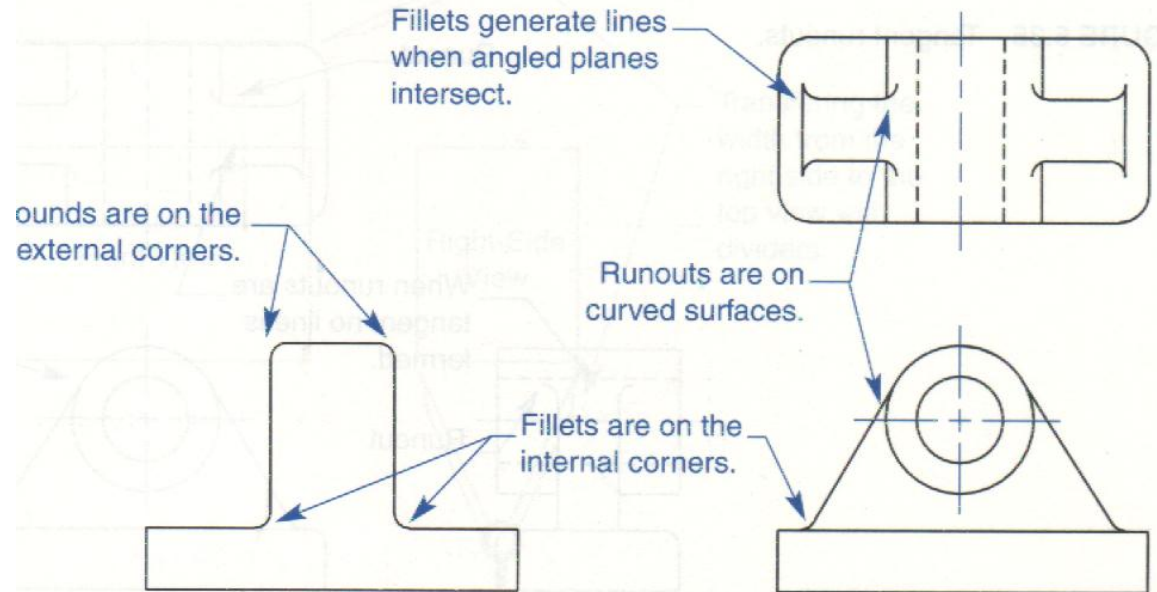 Fillets generate lines
when angled planes
intersect.
ounds are on the
external corners.
Runouts are on
curved surfaces.
Fillets are on the
internal corners.